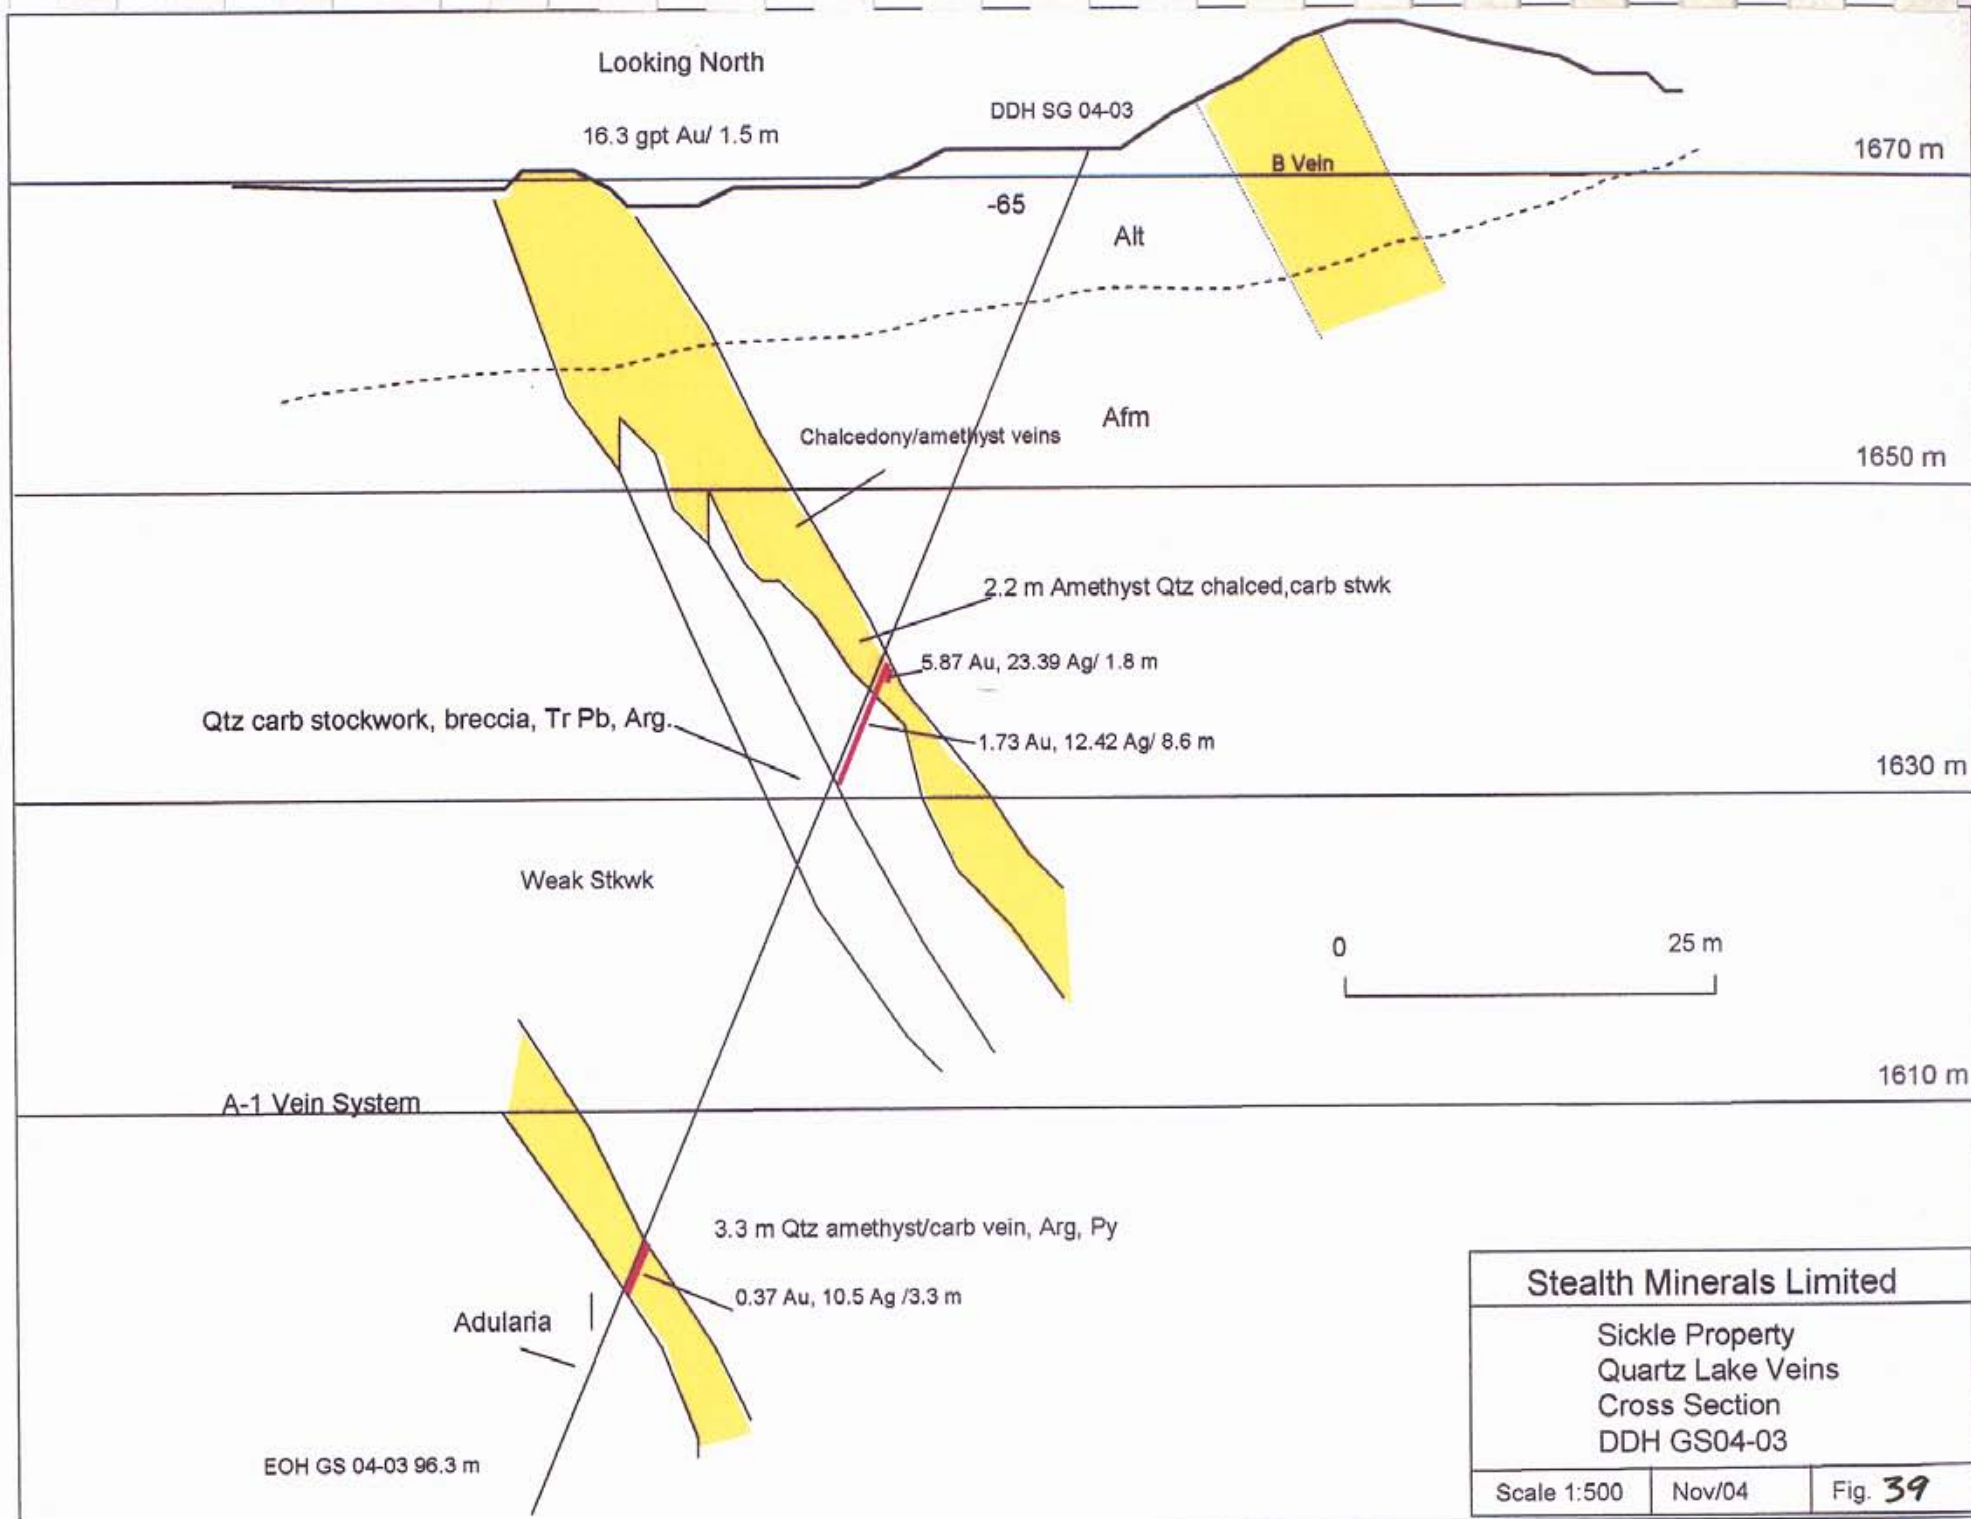 Looking North
DDH SG 04-03
16.3 gpt Au/ 1.5 m
1670 m
B Vein
-65
Alt
Afm
Chalcedony/amethyst veins
1650 m
2.2 m Amethyst Qtz chalced,carb stwk
5.87 Au, 23.39 Ag/ 1.8 m
Qtz carb stockwork, breccia, Tr Pb, Arg.
1.73 Au, 12.42 Ag/ 8.6 m
1630 m
Weak Stkwk
0 25 m
1610 m
A-1 Vein System
3.3 m Qtz amethyst/carb vein, Arg, Py
0.37 Au, 10.5 Ag /3.3 m
Adularia
EOH GS 04-03 96.3 m
Stealth Minerals Limited
Sickle Property
Quartz Lake Veins
Cross Section
DDH GS04-03
Scale 1:500 Nov/04 Fig. 39